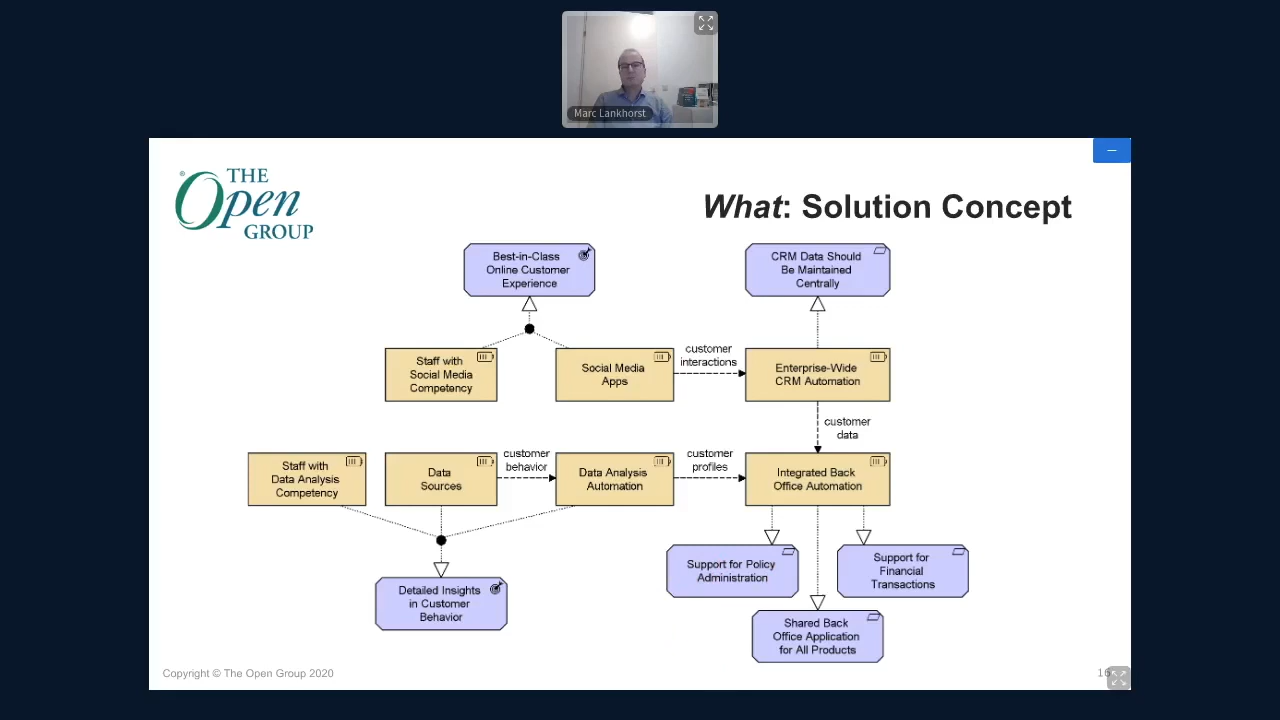 Marc Lankhorst
THE
Open
GROUP
®
What: Solution Concept
Best-in-Class
Online Customer
Experience
CRM Data Should
Be Maintained
Centrally
Staff with
Social Media
Competency
Social Media
Apps
customer
interactions
Enterprise-Wide
CRM Automation
customer
data
Staff with
Data Analysis
Competency
Data
Sources
customer
behavior
Data Analysis
Automation
customer
profiles
Integrated Back
Office Automation
Support for Policy
Administration
Support for
Financial
Transactions
Detailed Insights
in Customer
Behavior
Shared Back
Office Application
for All Products
Copyright © The Open Group 2020
16